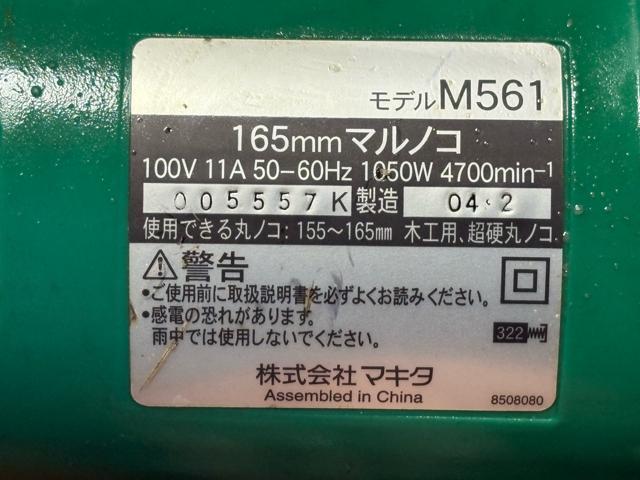 モデルM561
165mmマルノコ
100V 11A 50-60Hz 1050W 4700min-1
005557K 製造 04·2
使用できる丸ノコ:155〜165mm 木工用、超硬丸ノコ
警告
•ご使用前に取扱説明書を必ずよくお読みください。
•感電の恐れがあります。
雨中では使用しないでください。
322
株式会社 マキタ
Assembled in China
8508080